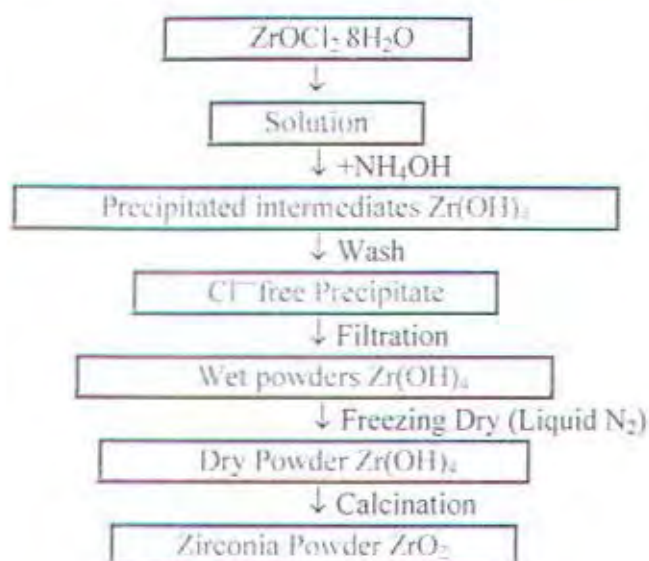 ZrOCl₂ 8H₂O
↓
Solution
↓ +NH₄OH
Precipitated intermediates Zr(OH)₄
↓ Wash
Cl⁻ free Precipitate
↓ Filtration
Wet powders Zr(OH)₄
↓ Freezing Dry (Liquid N₂)
Dry Powder Zr(OH)₄
↓ Calcination
Zirconia Powder ZrO₂